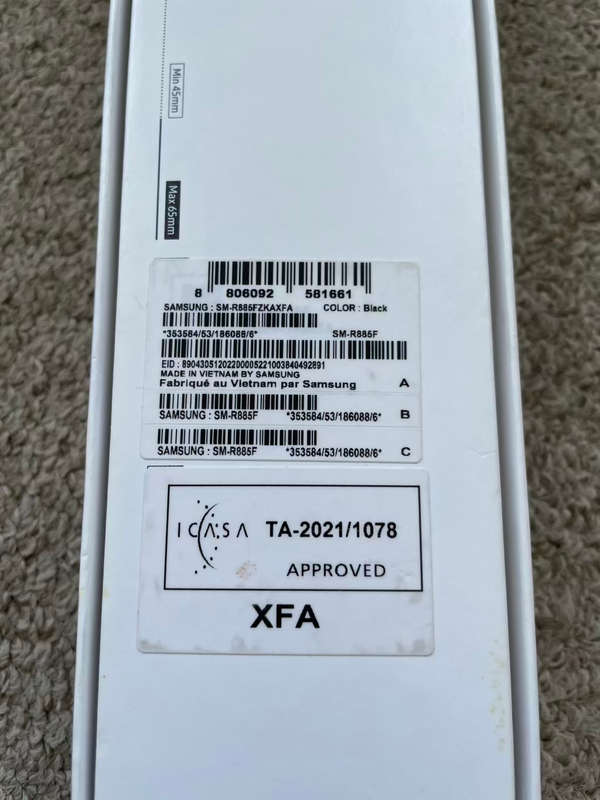 Min 45mm
Max 65mm
8 806092 581661
SAMSUNG : SM-R885FZKAXFA COLOR : Black
*353584/53/186088/6* SM-R885F
EID : 89043051202200005221003840492891
MADE IN VIETNAM BY SAMSUNG
Fabriqué au Vietnam par Samsung A
SAMSUNG : SM-R885F *353584/53/186088/6* B
SAMSUNG : SM-R885F *353584/53/186088/6* C
ICASA TA-2021/1078
APPROVED
XFA